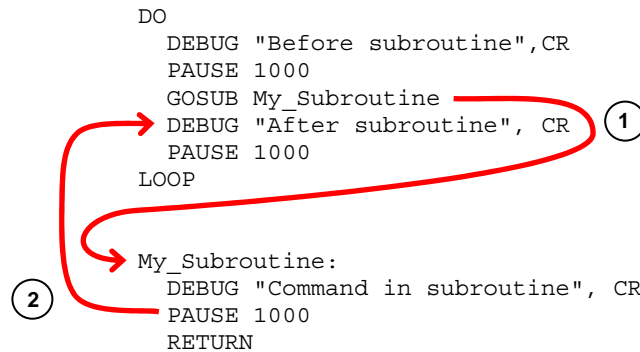 DO
DEBUG "Before subroutine",CR
PAUSE 1000
GOSUB My_Subroutine
1
DEBUG "After subroutine", CR
PAUSE 1000
LOOP
My_Subroutine:
2
DEBUG "Command in subroutine", CR
PAUSE 1000
RETURN